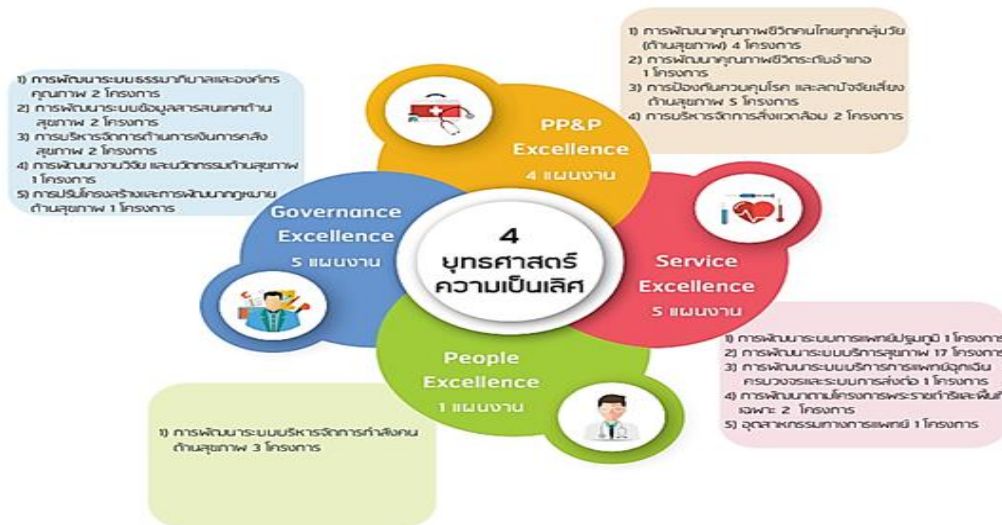 1) การพัฒนาระบบธรรมาภิบาลและองค์กร
คุณภาพ 2 โครงการ
2) การพัฒนาระบบข้อมูลสารสนเทศด้าน
สุขภาพ 2 โครงการ
3) การบริหารจัดการด้านการเงินการคลัง
สุขภาพ 2 โครงการ
4) การพัฒนางานวิจัย และนวัตกรรมด้านสุขภาพ
1 โครงการ
5) การปรับโครงสร้างและการพัฒนากฎหมาย
ด้านสุขภาพ 1 โครงการ
PP&P
Excellence
4 แผนงาน
1) การพัฒนาคุณภาพชีวิตคนไทยทุกกลุ่มวัย
(ด้านสุขภาพ) 4 โครงการ
2) การพัฒนาคุณภาพชีวิตระดับอำเภอ
1 โครงการ
3) การป้องกันควบคุมโรค และลดปัจจัยเสี่ยง
ด้านสุขภาพ 5 โครงการ
4) การบริหารจัดการสิ่งแวดล้อม 2 โครงการ
Governance
Excellence
5 แผนงาน
4
ยุทธศาสตร์
ความเป็นเลิศ
Service
Excellence
5 แผนงาน
People
Excellence
1 แผนงาน
1) การพัฒนาระบบการแพทย์ปฐมภูมิ 1 โครงการ
2) การพัฒนาระบบบริการสุขภาพ 17 โครงการ
3) การพัฒนาระบบบริการการแพทย์ฉุกเฉิน
ครบวงจรและระบบการส่งต่อ 1 โครงการ
4) การพัฒนาตามโครงการพระราชดำริและพื้นที่
เฉพาะ 2 โครงการ
5) อุตสาหกรรมทางการแพทย์ 1 โครงการ
1) การพัฒนาระบบบริหารจัดการกำลังคน
ด้านสุขภาพ 3 โครงการ